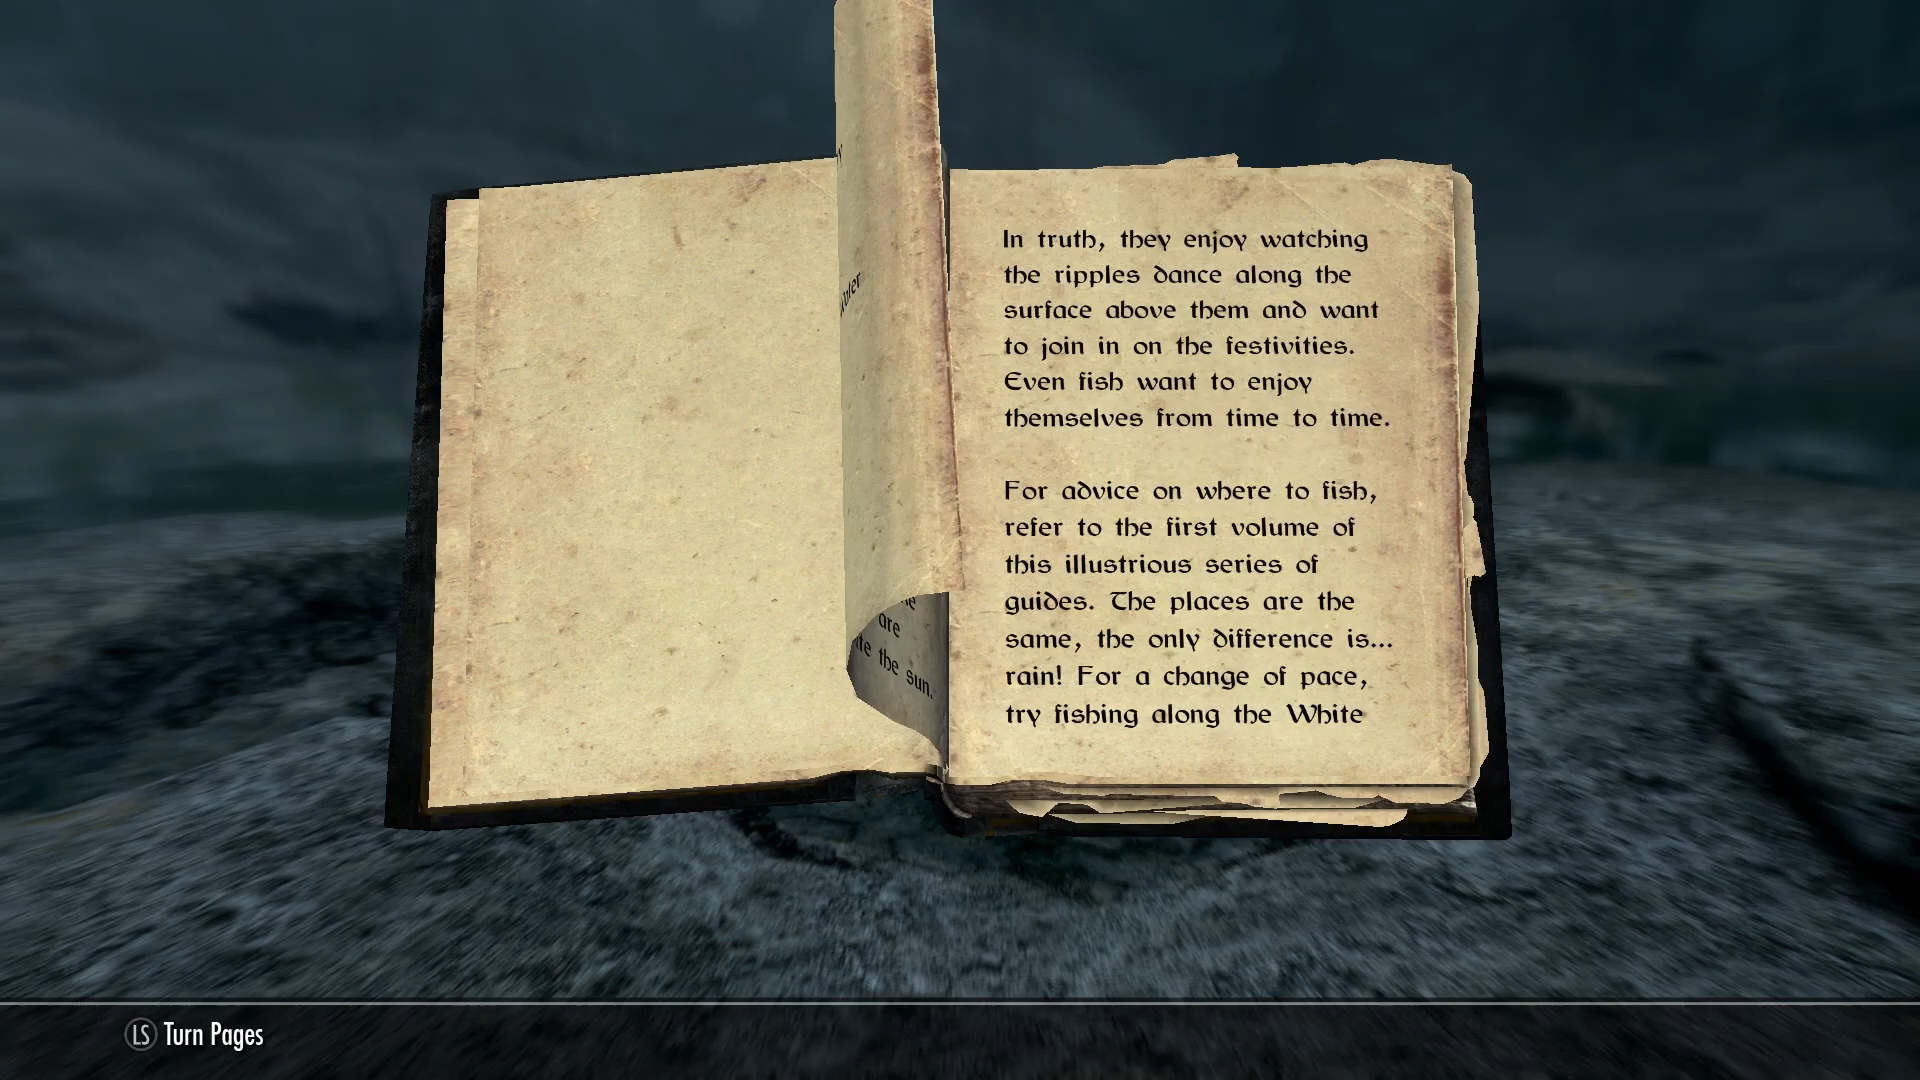 are
the sun.
In truth, they enjoy watching
the ripples dance along the
surface above them and want
to join in on the festivities.
Even fish want to enjoy
themselves from time to time.
For advice on where to fish,
refer to the first volume of
this illustrious series of
guides. The places are the
same, the only difference is...
rain! For a change of pace,
try fishing along the White
LS Turn Pages